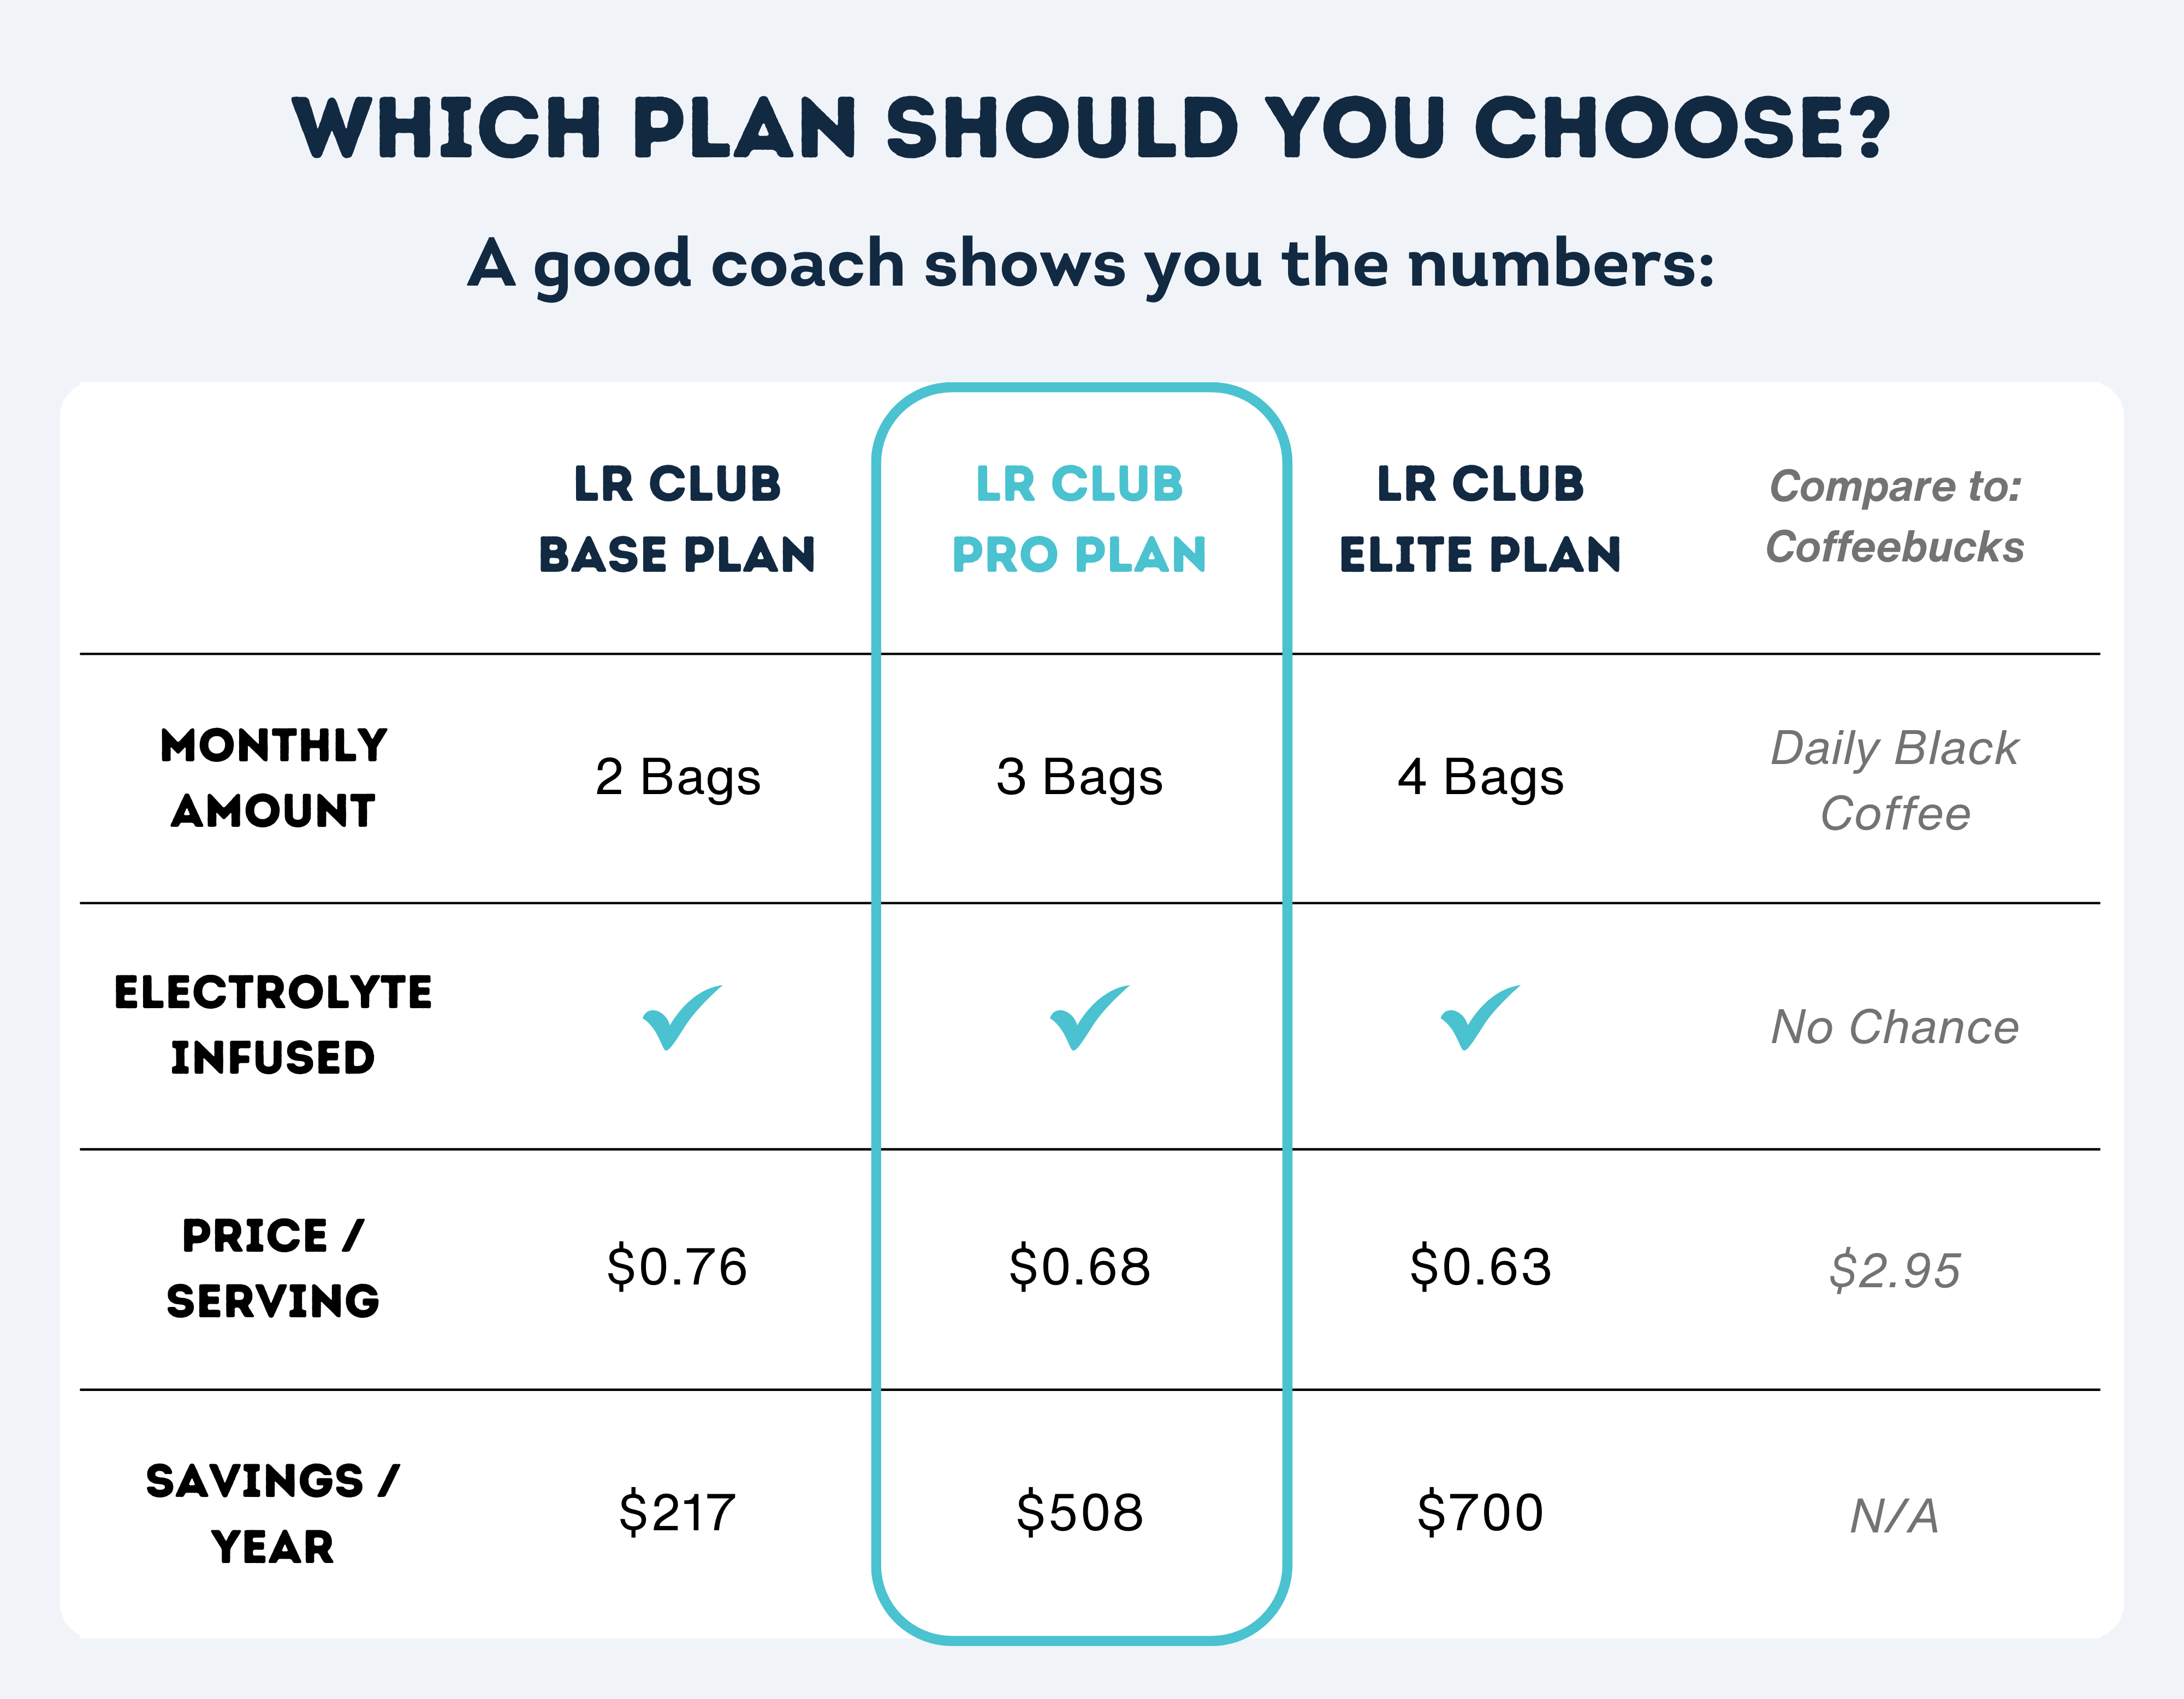 WHICH PLAN SHOULD YOU CHOOSE?
A good coach shows you the numbers:
LR CLUB
BASE PLAN
LR CLUB
PRO PLAN
LR CLUB
ELITE PLAN
Compare to:
Coffeebucks
MONTHLY
AMOUNT
2 Bags
3 Bags
4 Bags
Daily Black
Coffee
ELECTROLYTE
INFUSED
No Chance
PRICE /
SERVING
$0.76
$0.68
$0.63
$2.95
SAVINGS /
YEAR
$217
$508
$700
N/A